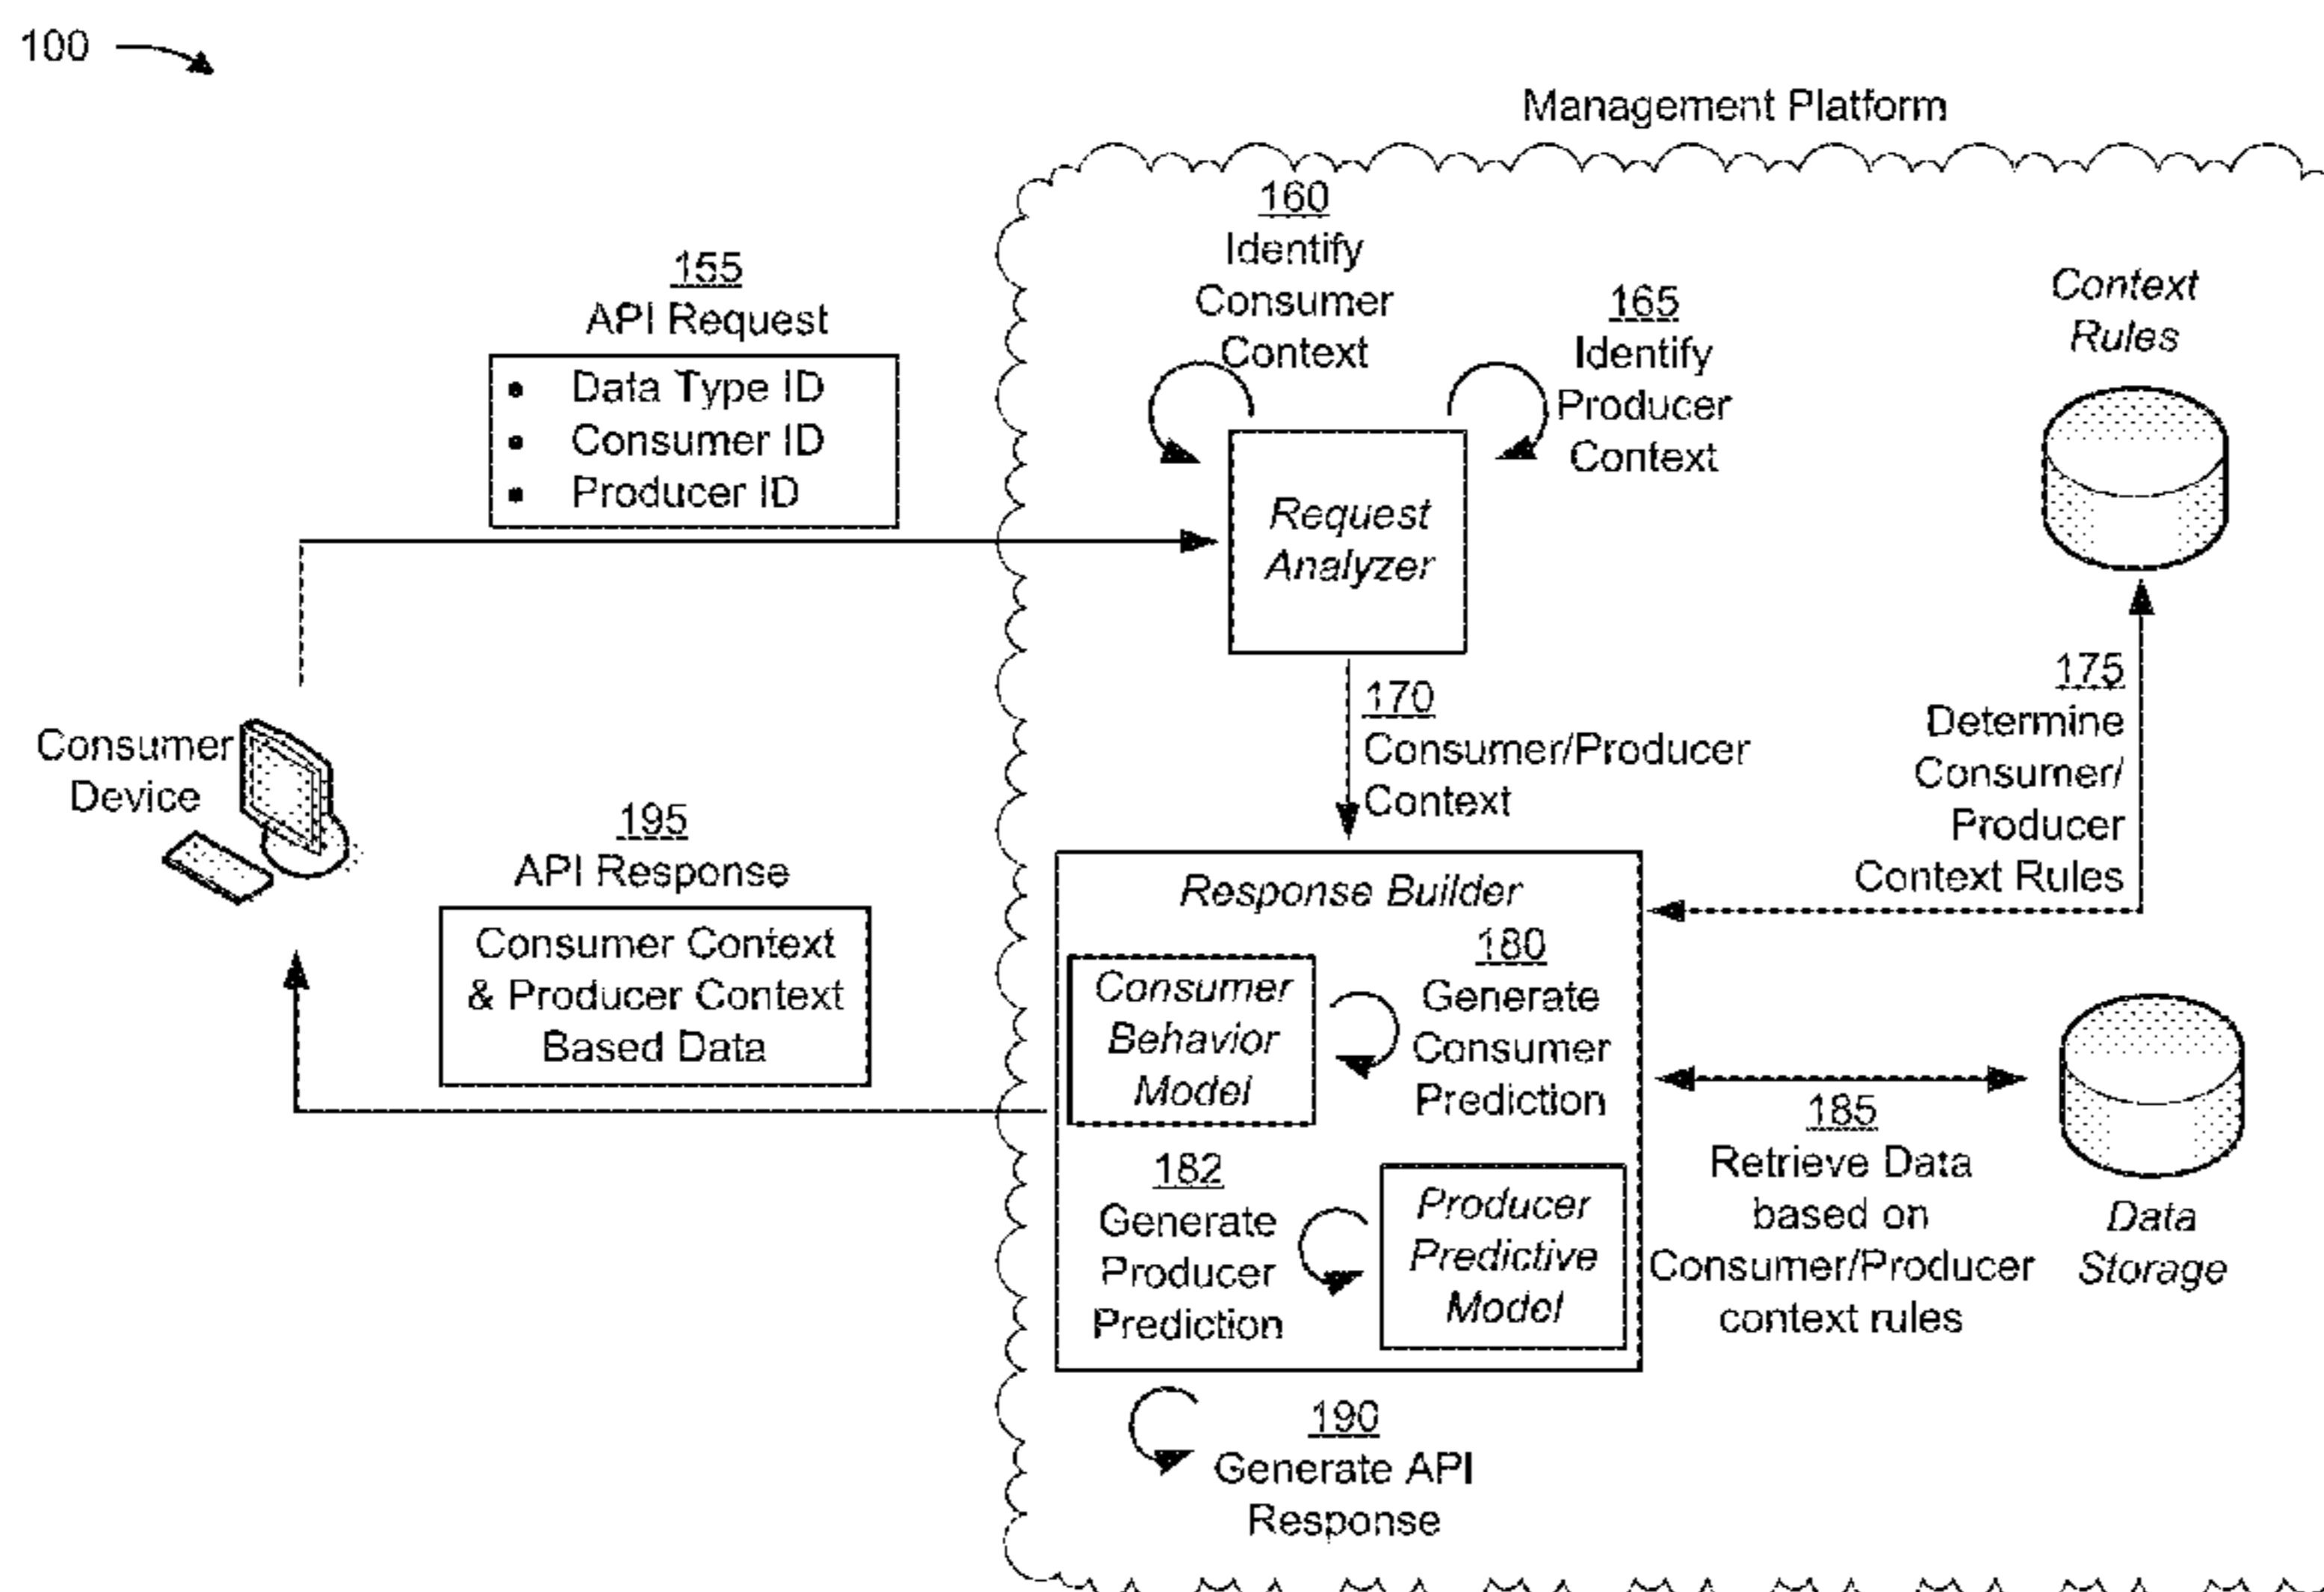 100
Management Platform
155
API Request
• Data Type ID
• Consumer ID
• Producer ID
160
Identify
Consumer
Context
165
Identify
Producer
Context
Request
Analyzer
Context
Rules
170
Consumer/Producer
Context
175
Determine
Consumer/
Producer
Context Rules
Consumer
Device
195
API Response
Consumer Context
& Producer Context
Based Data
Response Builder
Consumer
Behavior
Model
180
Generate
Consumer
Prediction
182
Generate
Producer
Prediction
Producer
Predictive
Model
185
Retrieve Data
based on
Consumer/Producer
context rules
Data
Storage
190
Generate API
Response